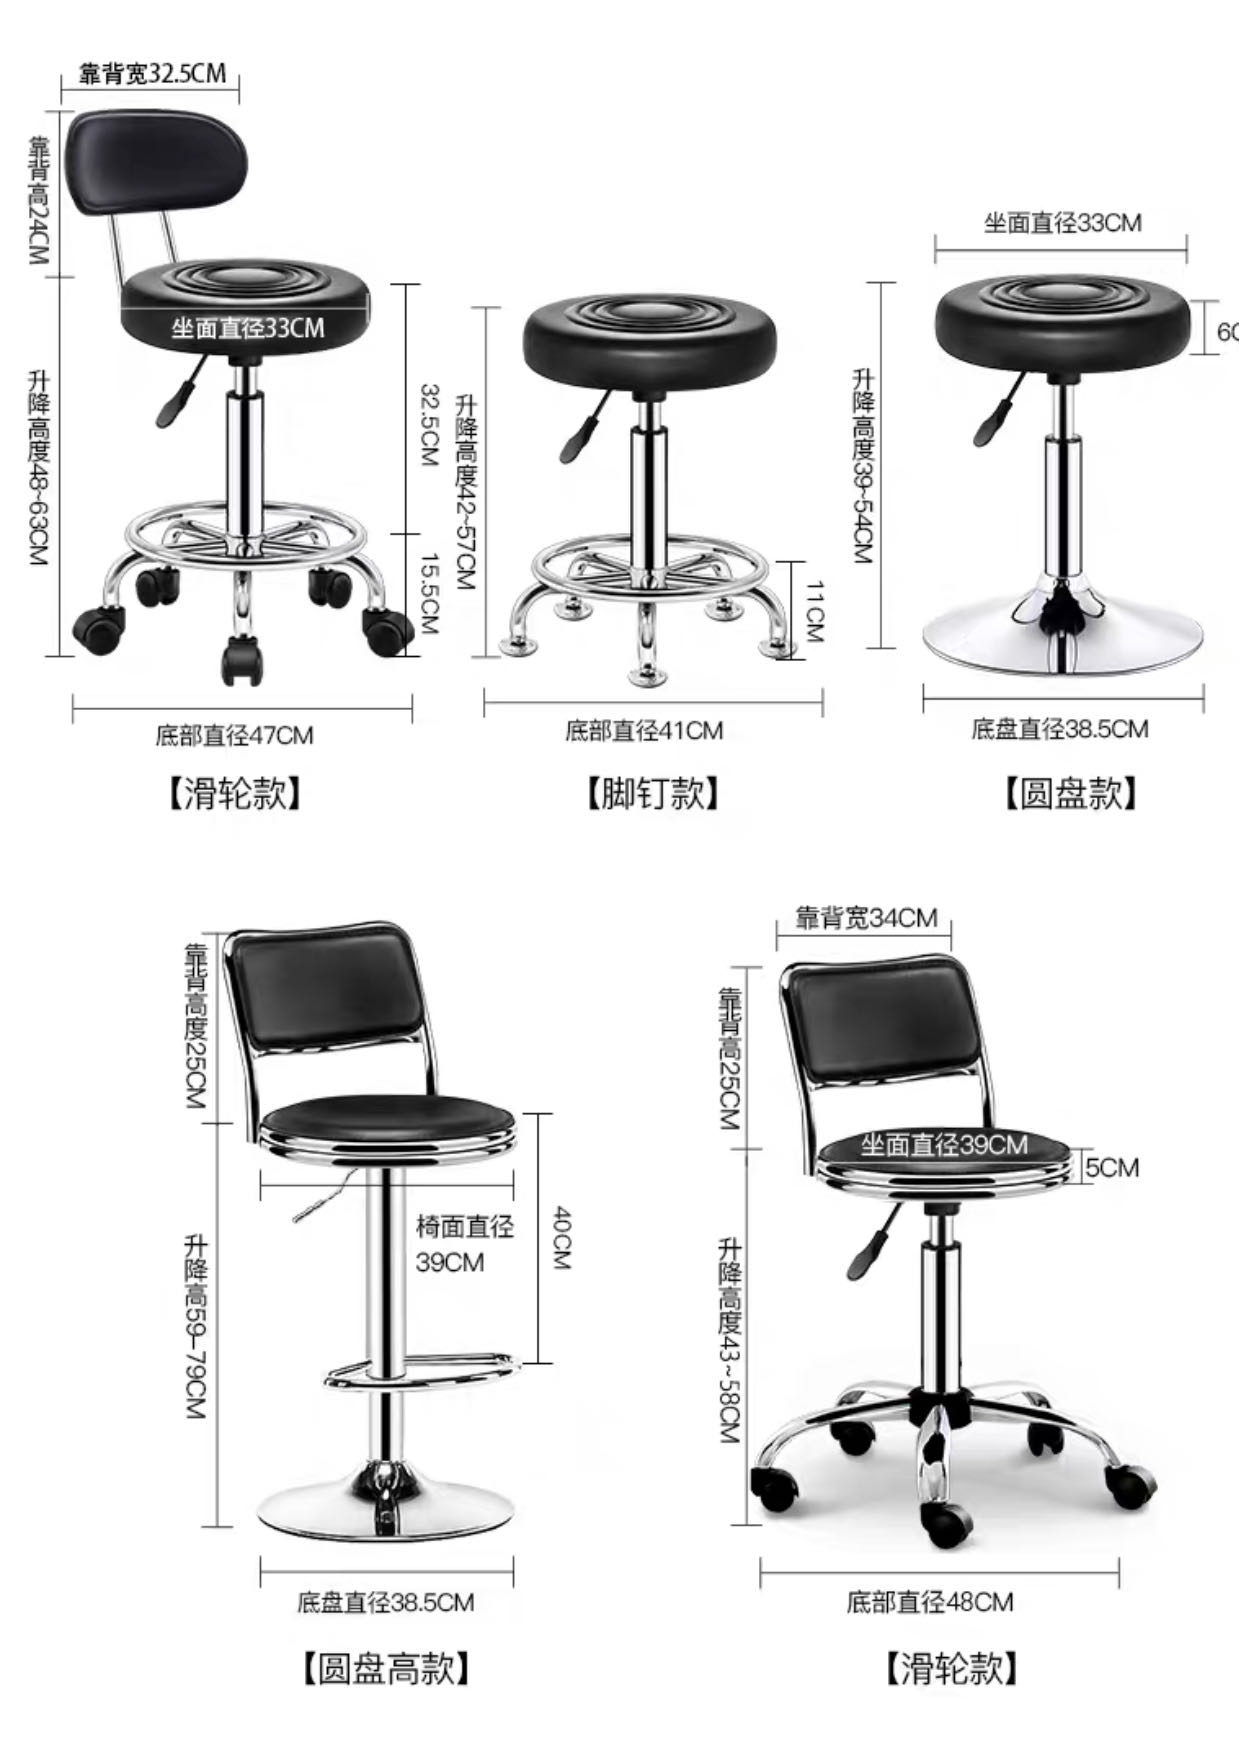 靠背宽32.5CM
靠背高24CM
坐面直径33CM
升降高度48~63CM
32.5CM
15.5CM
底部直径47CM
【滑轮款】
升降高度42~57CM
11CM
底部直径41CM
【脚钉款】
坐面直径33CM
升降高度39~54CM
底盘直径38.5CM
【圆盘款】
靠背高度25CM
升降高59-79CM
椅面直径
39CM
40CM
底盘直径38.5CM
【圆盘高款】
靠背宽34CM
靠背高25CM
坐面直径39CM
5CM
升降高度43~58CM
底部直径48CM
【滑轮款】